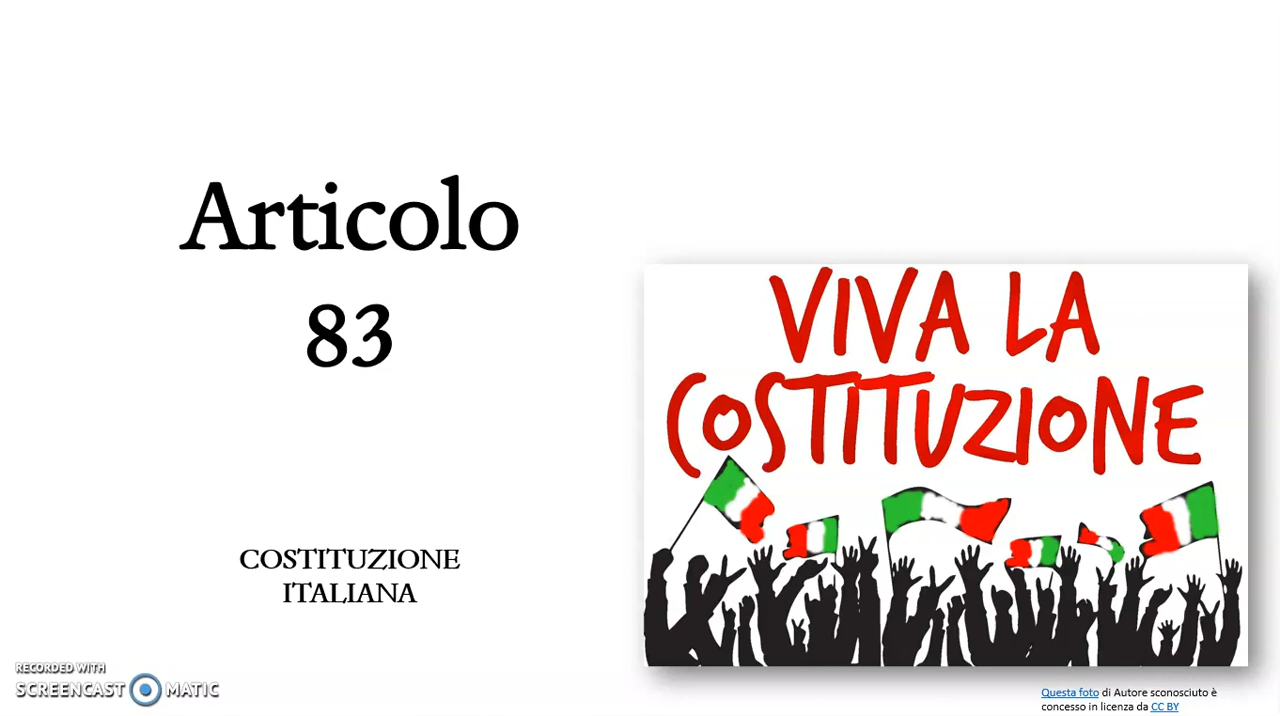 Articolo
83
COSTITUZIONE
ITALIANA
VIVA LA
COSTITUZIONE
RECORDED WITH
SCREENCAST MATIC
Questa foto di Autore sconosciuto è
concesso in licenza da CC BY